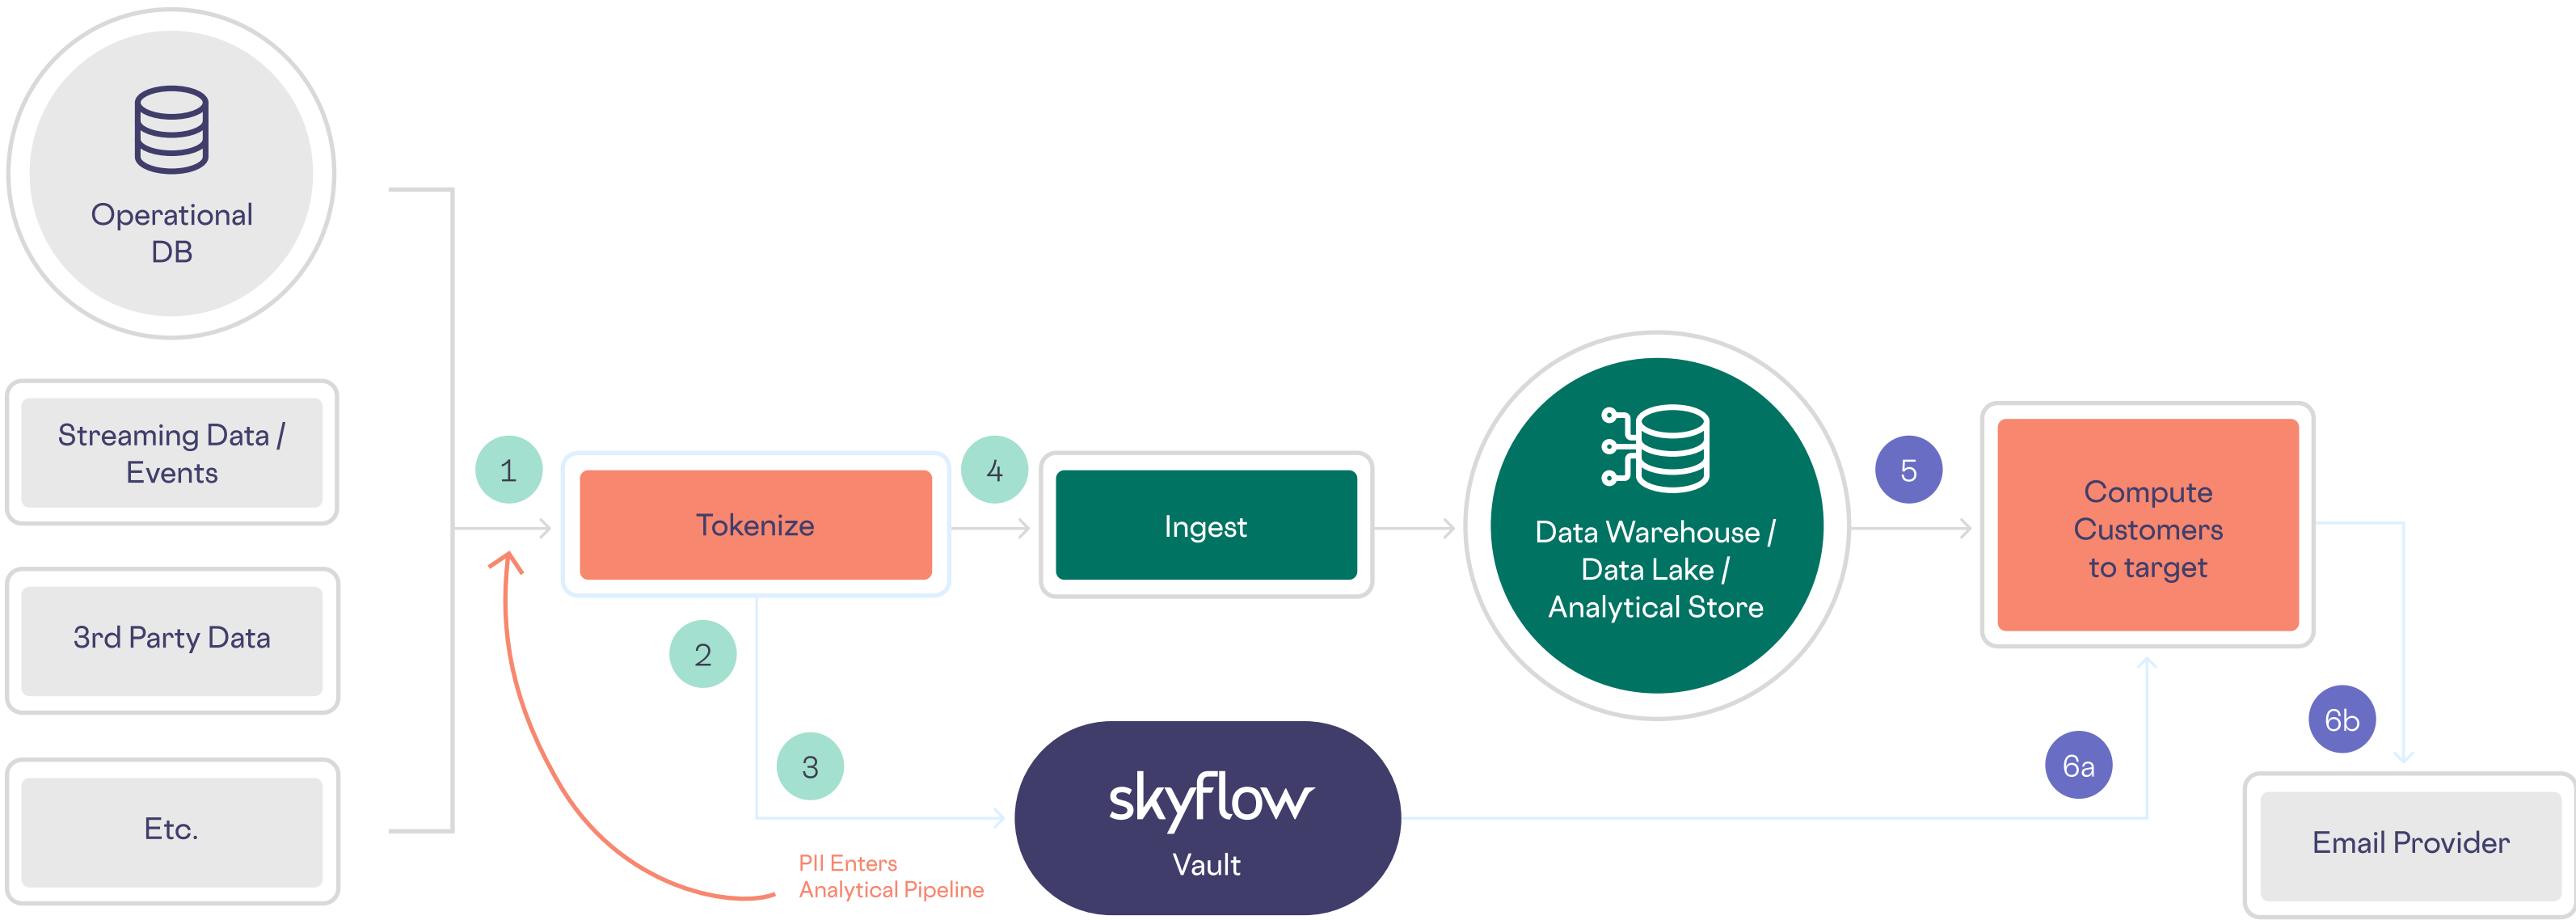 Operational
DB
Streaming Data /
Events
3rd Party Data
Etc.
1
Tokenize
2
3
PII Enters
Analytical Pipeline
skyflow
Vault
4
Ingest
Data Warehouse /
Data Lake /
Analytical Store
5
Compute
Customers
to target
6a
6b
Email Provider